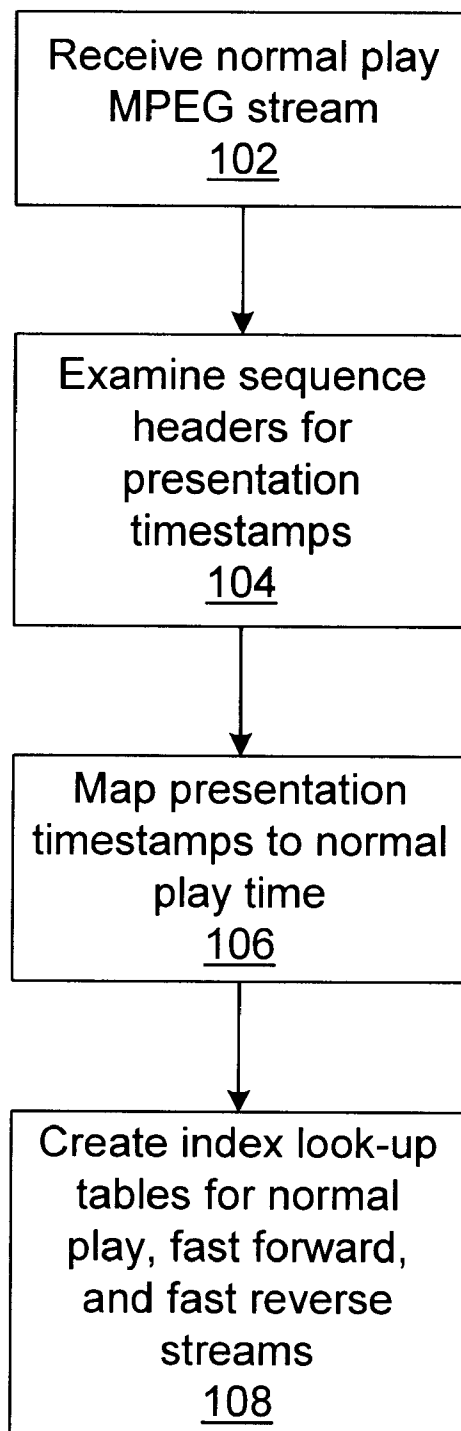 Receive normal play
MPEG stream
102
Examine sequence
headers for
presentation
timestamps
104
Map presentation
timestamps to normal
play time
106
Create index look-up
tables for normal
play, fast forward,
and fast reverse
streams
108